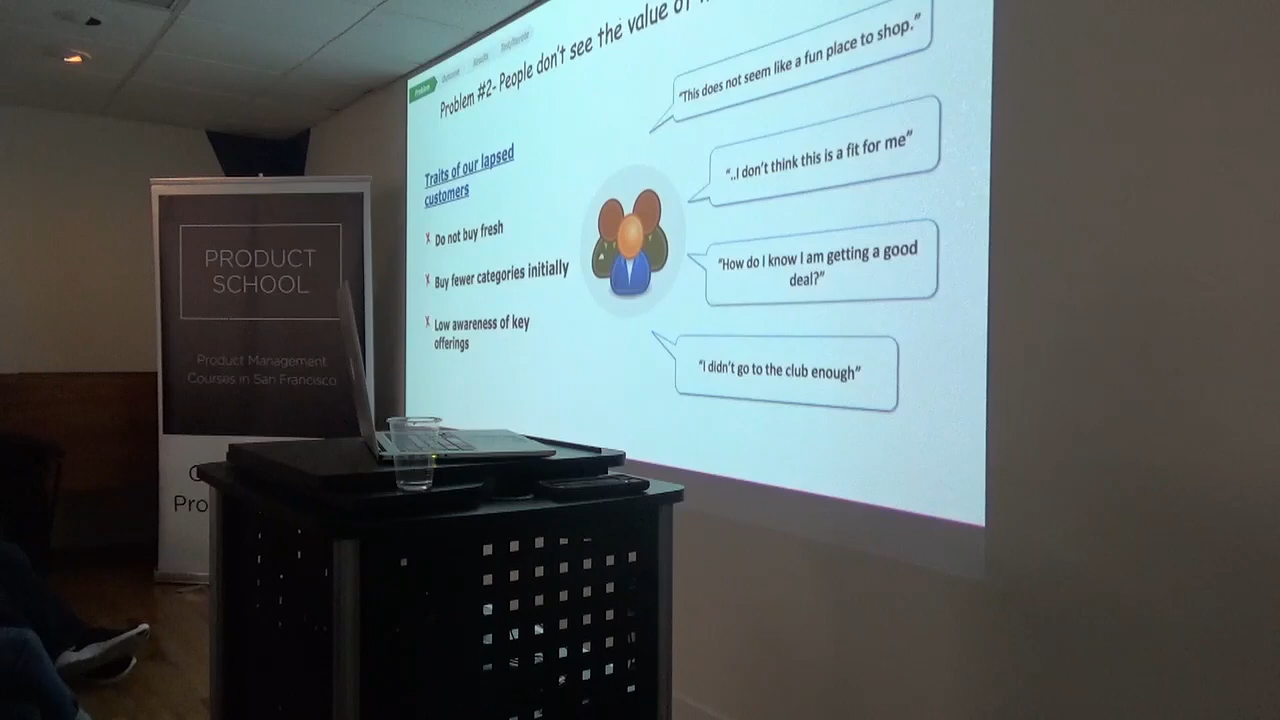 Problem
Outcome
Results
Problem #2- People don't see the value of
"This does not seem like a fun place to shop."
Traits of our lapsed
customers
"..I don't think this is a fit for me"
Do not buy fresh
Buy fewer categories initially
"How do I know I am getting a good
deal?"
Low awareness of key
offerings
"I didn't go to the club enough"
PRODUCT
SCHOOL
Product Management
Courses in San Francisco
Pro